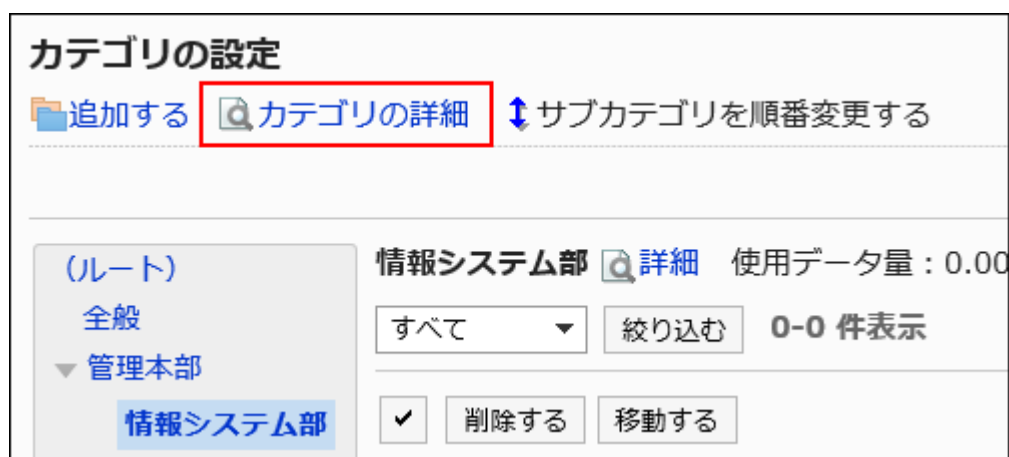 カテゴリの設定
追加する カテゴリの詳細 サブカテゴリを順番変更する
(ルート)
全般
管理本部
情報システム部
情報システム部 詳細 使用データ量：0.00
すべて 絞り込む 0-0 件表示
削除する 移動する